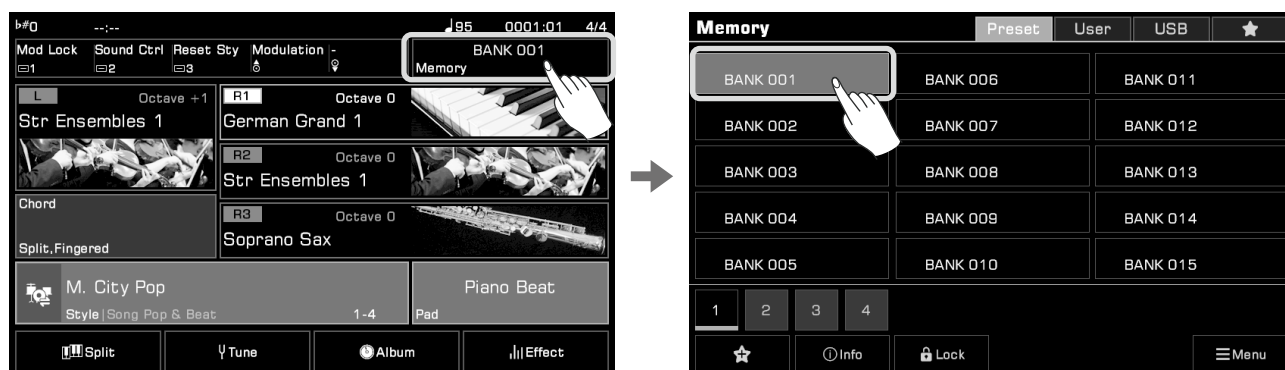 ♭#0 --:-- ♩95 0001:01 4/4
Mod Lock Sound Ctrl Reset Sty Modulatio - BANK 001
1 2 3 Memory
L Octave +1 R1 Octave 0
Str Ensembles 1 German Grand 1
R2 Octave 0
Str Ensembles 1
Chord R3 Octave 0
Soprano Sax
Split,Fingered
M. City Pop Piano Beat
Style|Song Pop & Beat 1-4 Pad
Split Tune Album Effect
Memory Preset User USB
BANK 001 BANK 006 BANK 011
BANK 002 BANK 007 BANK 012
BANK 003 BANK 008 BANK 013
BANK 004 BANK 009 BANK 014
BANK 005 BANK 010 BANK 015
1 2 3 4
Info Lock Menu